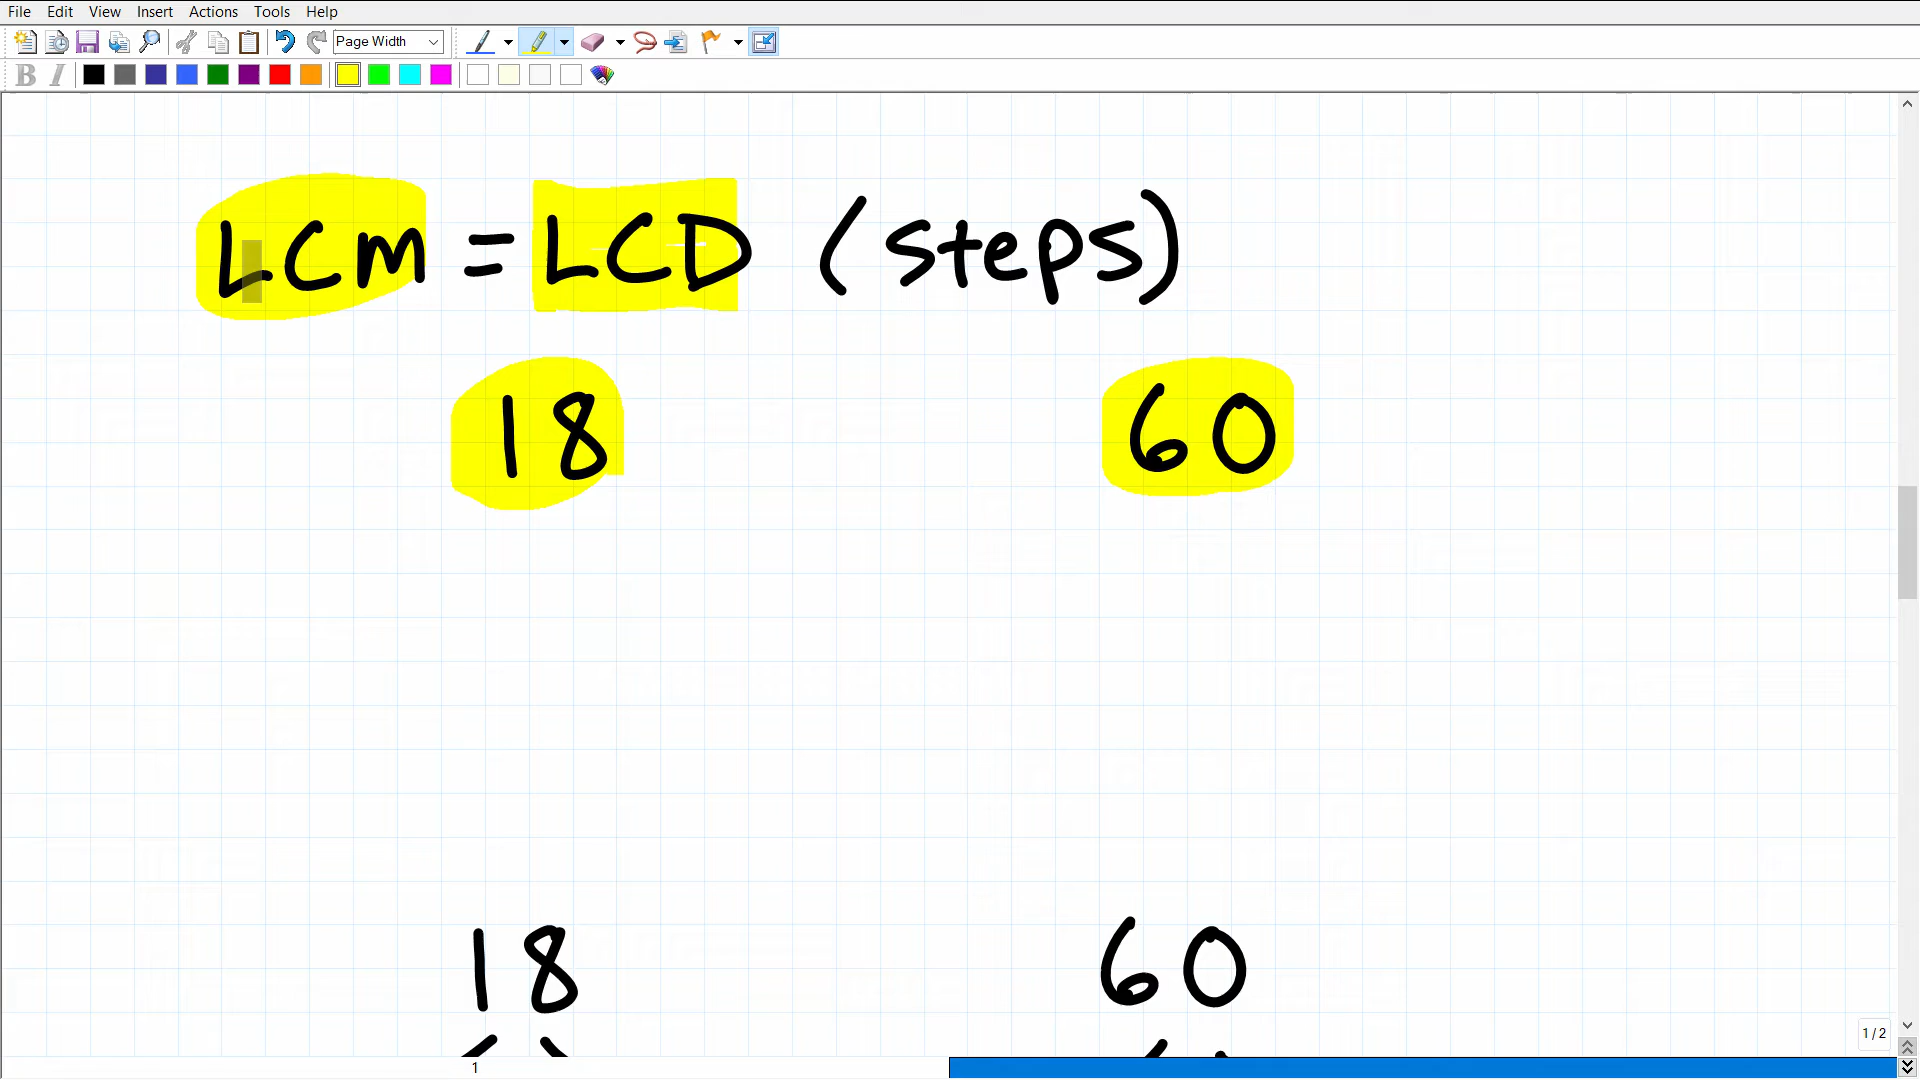 File Edit View Insert Actions Tools Help
Page Width
B I
LCM = LCD (steps)
18 60
18 60
1/2
1